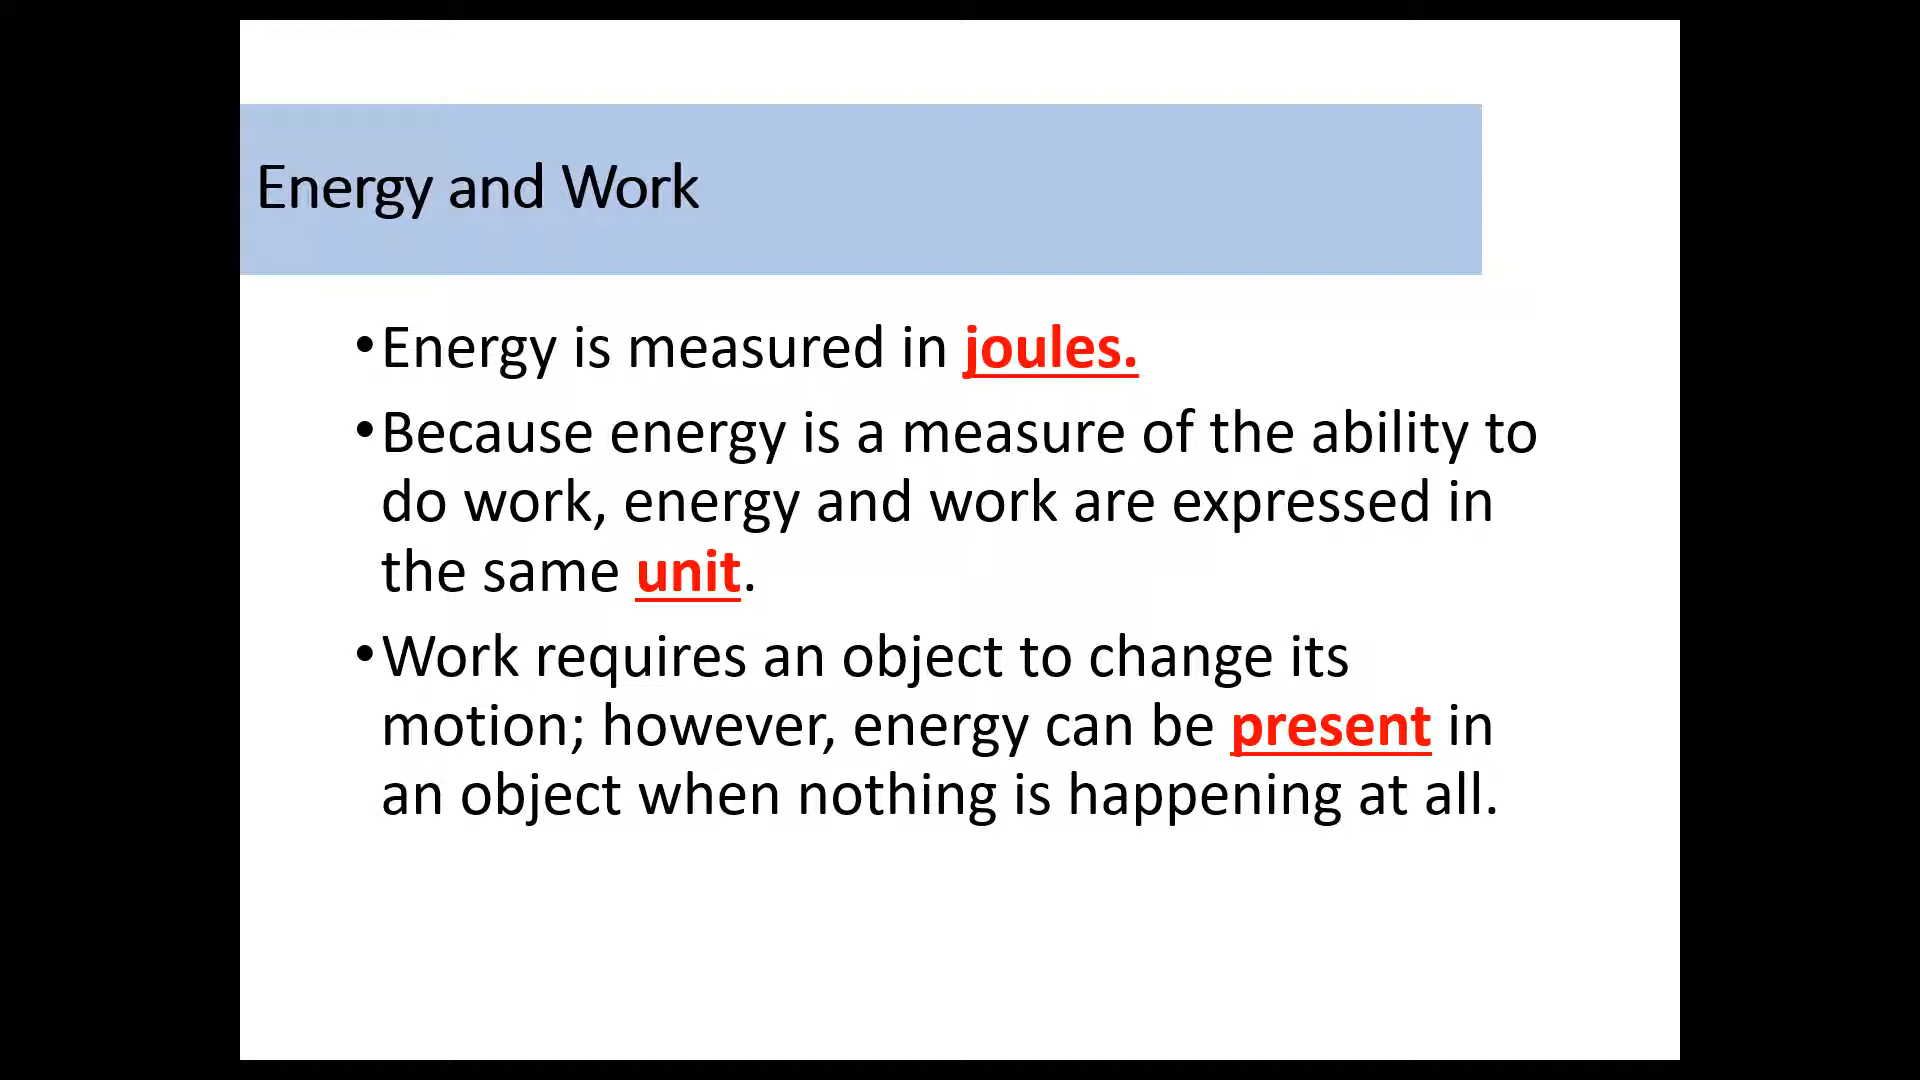 Energy and Work
•Energy is measured in joules.
•Because energy is a measure of the ability to
do work, energy and work are expressed in
the same unit.
•Work requires an object to change its
motion; however, energy can be present in
an object when nothing is happening at all.